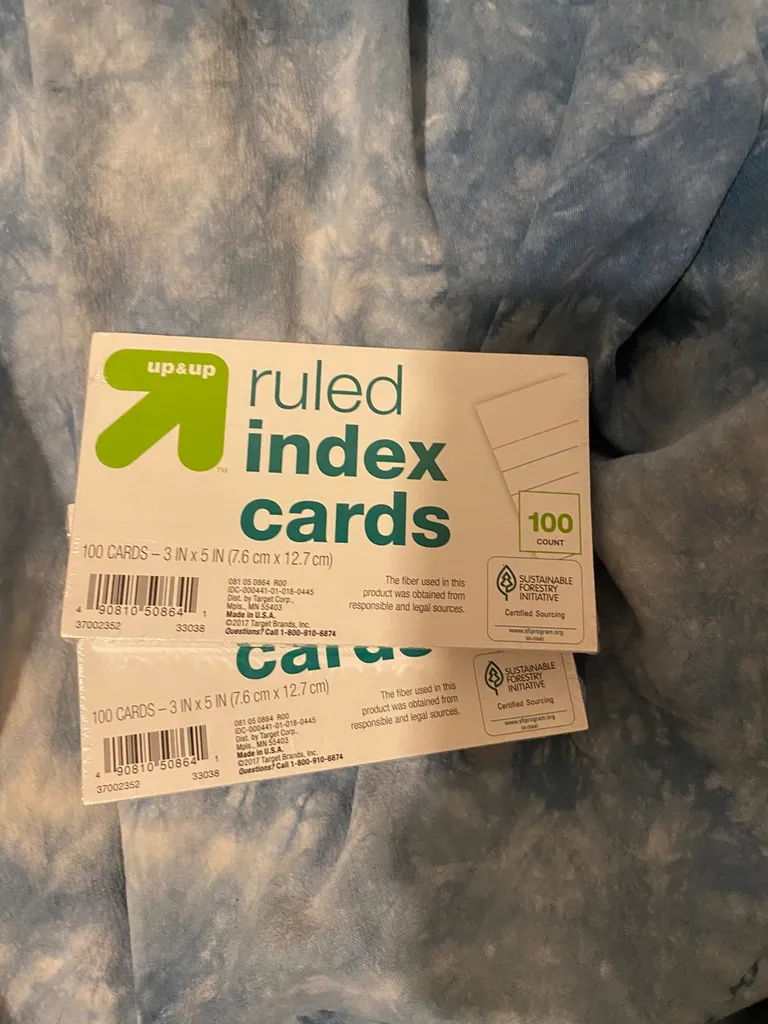 up&up
™
ruled
index
cards
100
COUNT
100 CARDS – 3 IN x 5 IN (7.6 cm x 12.7 cm)
4 90810 50864 1
37002352 33038
081 05 0864 R00
IDC-000441-01-018-0445
Dist. by Target Corp.,
Mpls., MN 55403
Made in U.S.A.
©2017 Target Brands, Inc.
Questions? Call 1-800-910-6874
The fiber used in this
product was obtained from
responsible and legal sources.
SUSTAINABLE
FORESTRY
INITIATIVE
Certified Sourcing
www.sfiprogram.org
cards
100 CARDS – 3 IN x 5 IN (7.6 cm x 12.7 cm)
4 90810 50864 1
37002352 33038
081 05 0864 R00
IDC-000441-01-018-0445
Dist. by Target Corp.,
Mpls., MN 55403
Made in U.S.A.
©2017 Target Brands, Inc.
Questions? Call 1-800-910-6874
The fiber used in this
product was obtained from
responsible and legal sources.
SUSTAINABLE
FORESTRY
INITIATIVE
Certified Sourcing
www.sfiprogram.org